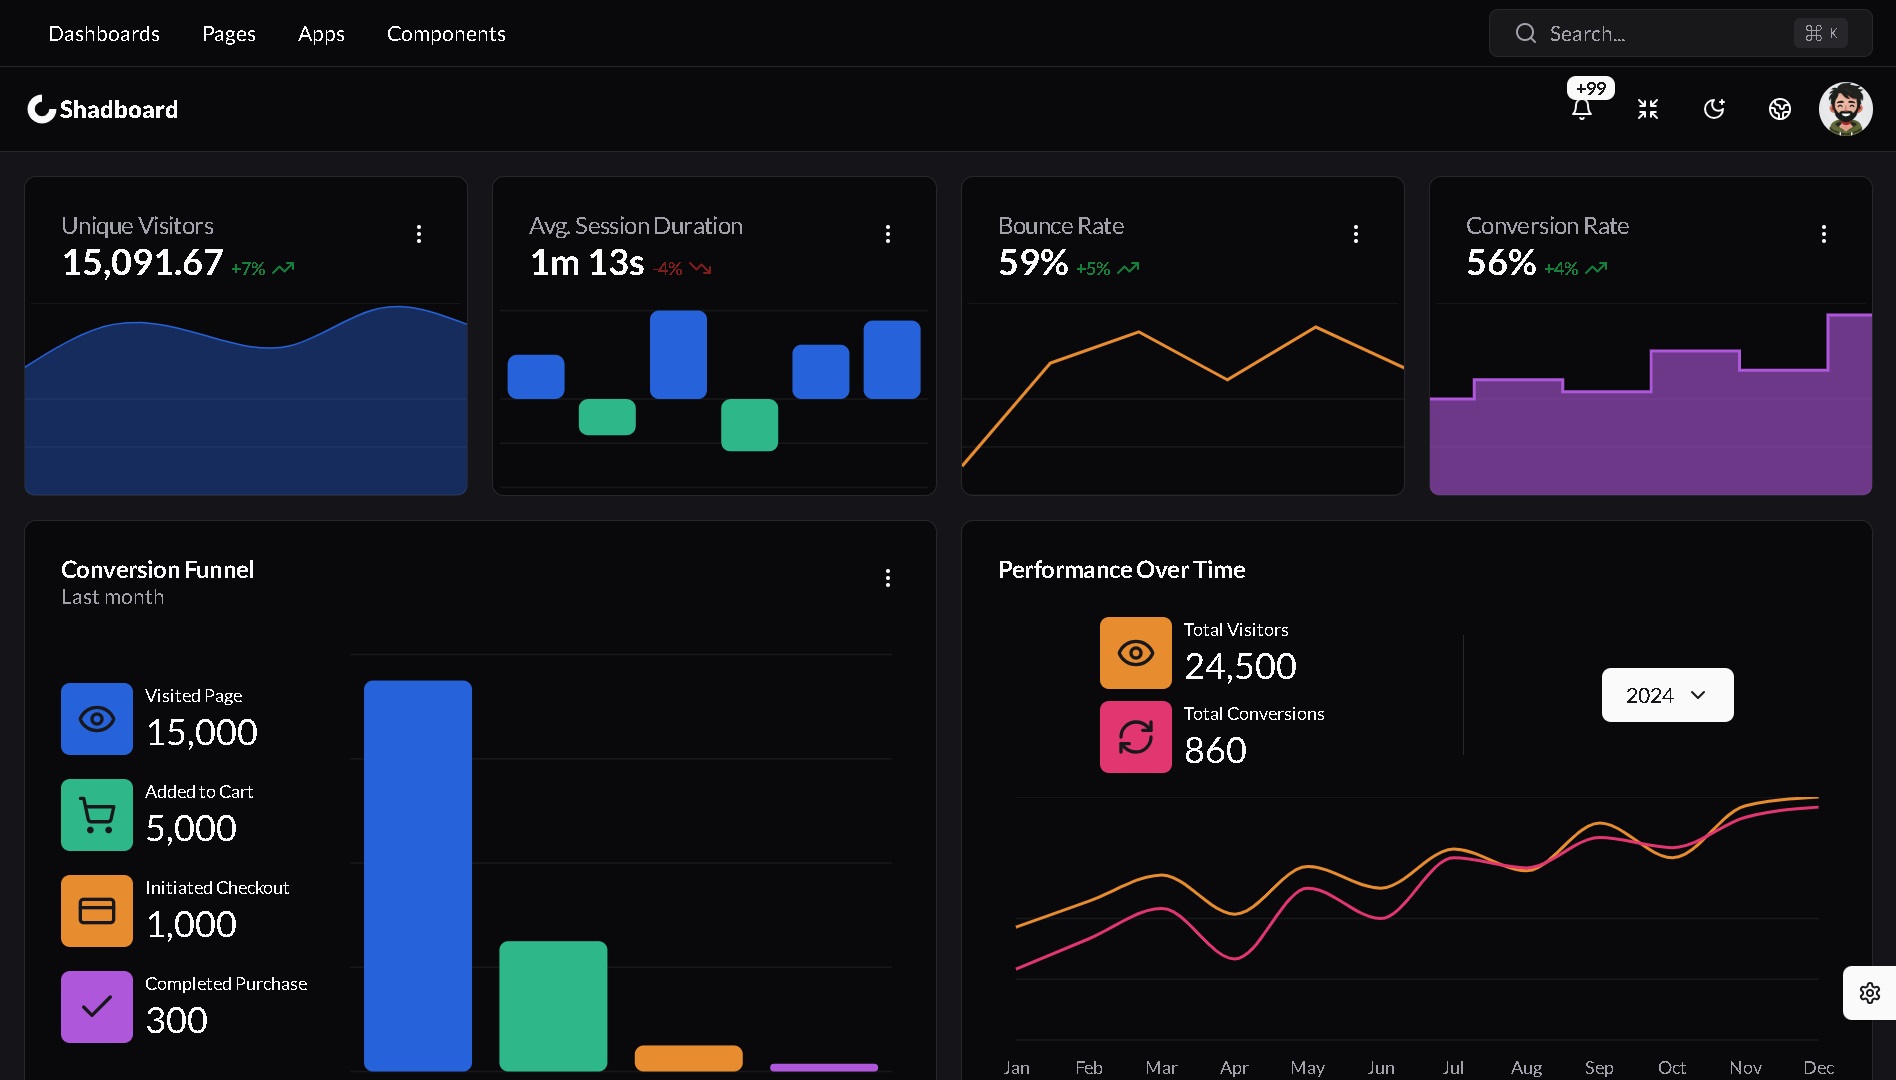 Dashboards Pages Apps Components Search... ⌘ K
Shadboard +99
Unique Visitors
15,091.67 +7%
Avg. Session Duration
1m 13s -4%
Bounce Rate
59% +5%
Conversion Rate
56% +4%
Conversion Funnel
Last month
Visited Page
15,000
Added to Cart
5,000
Initiated Checkout
1,000
Completed Purchase
300
Performance Over Time
Total Visitors
24,500
Total Conversions
860
2024
Jan Feb Mar Apr May Jun Jul Aug Sep Oct Nov Dec